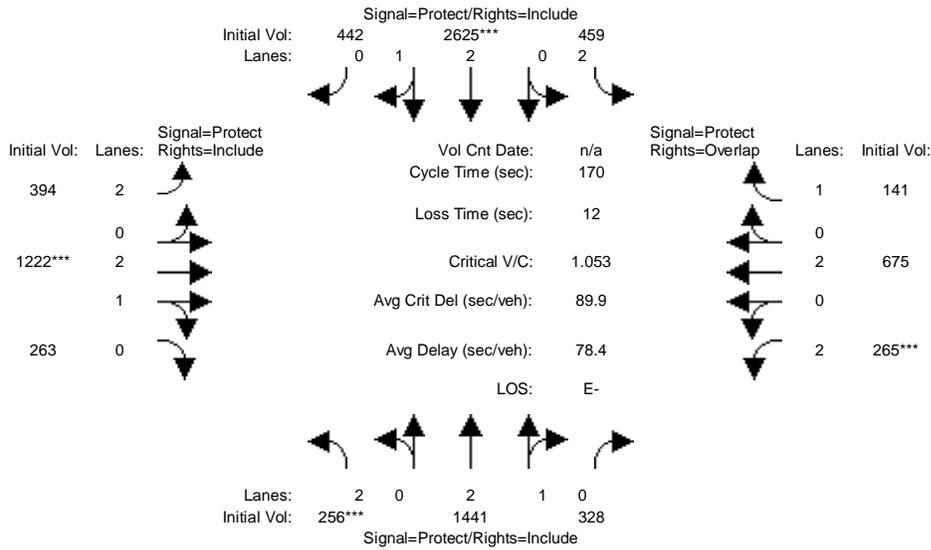 Signal=Protect/Rights=Include
Initial Vol: 442 2625*** 459
Lanes: 0 1 2 0 2
Signal=Protect
Rights=Include
Signal=Protect
Rights=Overlap
Initial Vol: Lanes:
Vol Cnt Date: n/a
Lanes: Initial Vol:
Cycle Time (sec): 170
394 2
1 141
Loss Time (sec): 12
0
0
1222*** 2
Critical V/C: 1.053
2 675
1
Avg Crit Del (sec/veh): 89.9
0
263 0
Avg Delay (sec/veh): 78.4
2 265***
LOS: E-
Lanes: 2 0 2 1 0
Initial Vol: 256*** 1441 328
Signal=Protect/Rights=Include